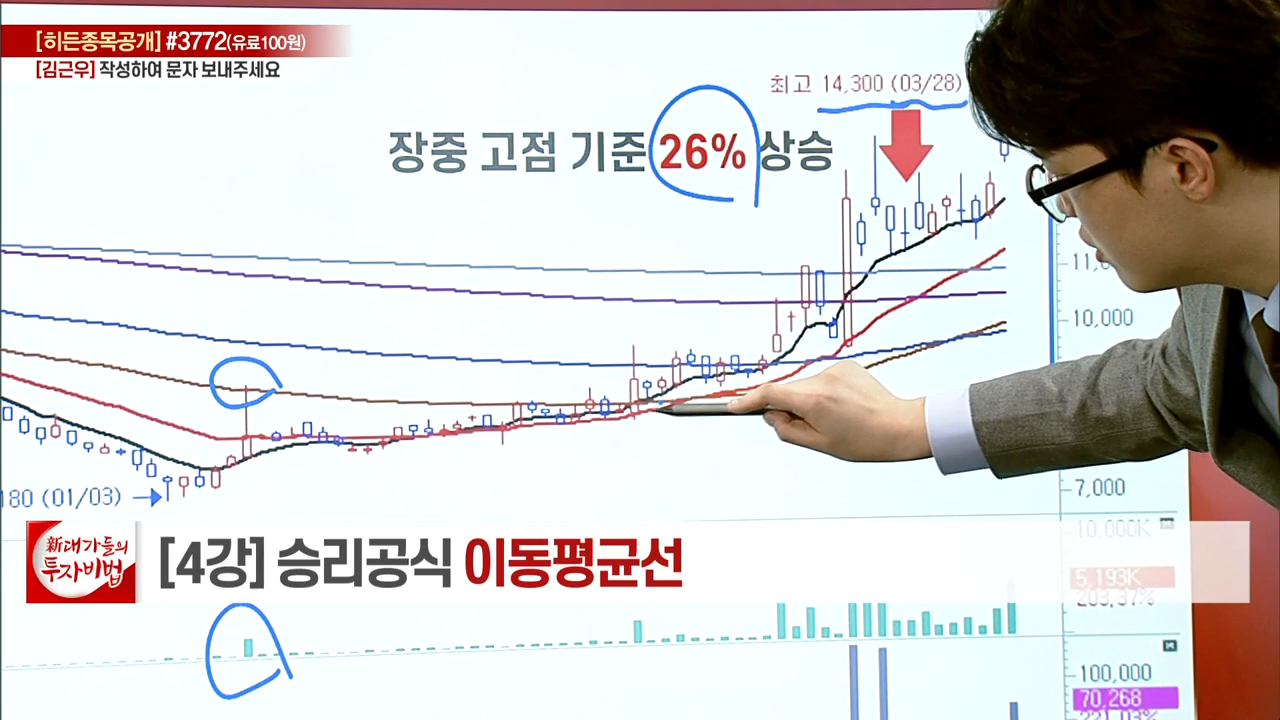 [히든종목공개] #3772(유료100원)
[김근우] 작성하여 문자 보내주세요
최고 14,300 (03/28)
장중 고점 기준 26% 상승
10,000
180 (01/03)
7,000
新대가들의
투자비법
[4강] 승리공식 이동평균선
10,000K
5,193K
203,37%
100,000
70,268
221,03%